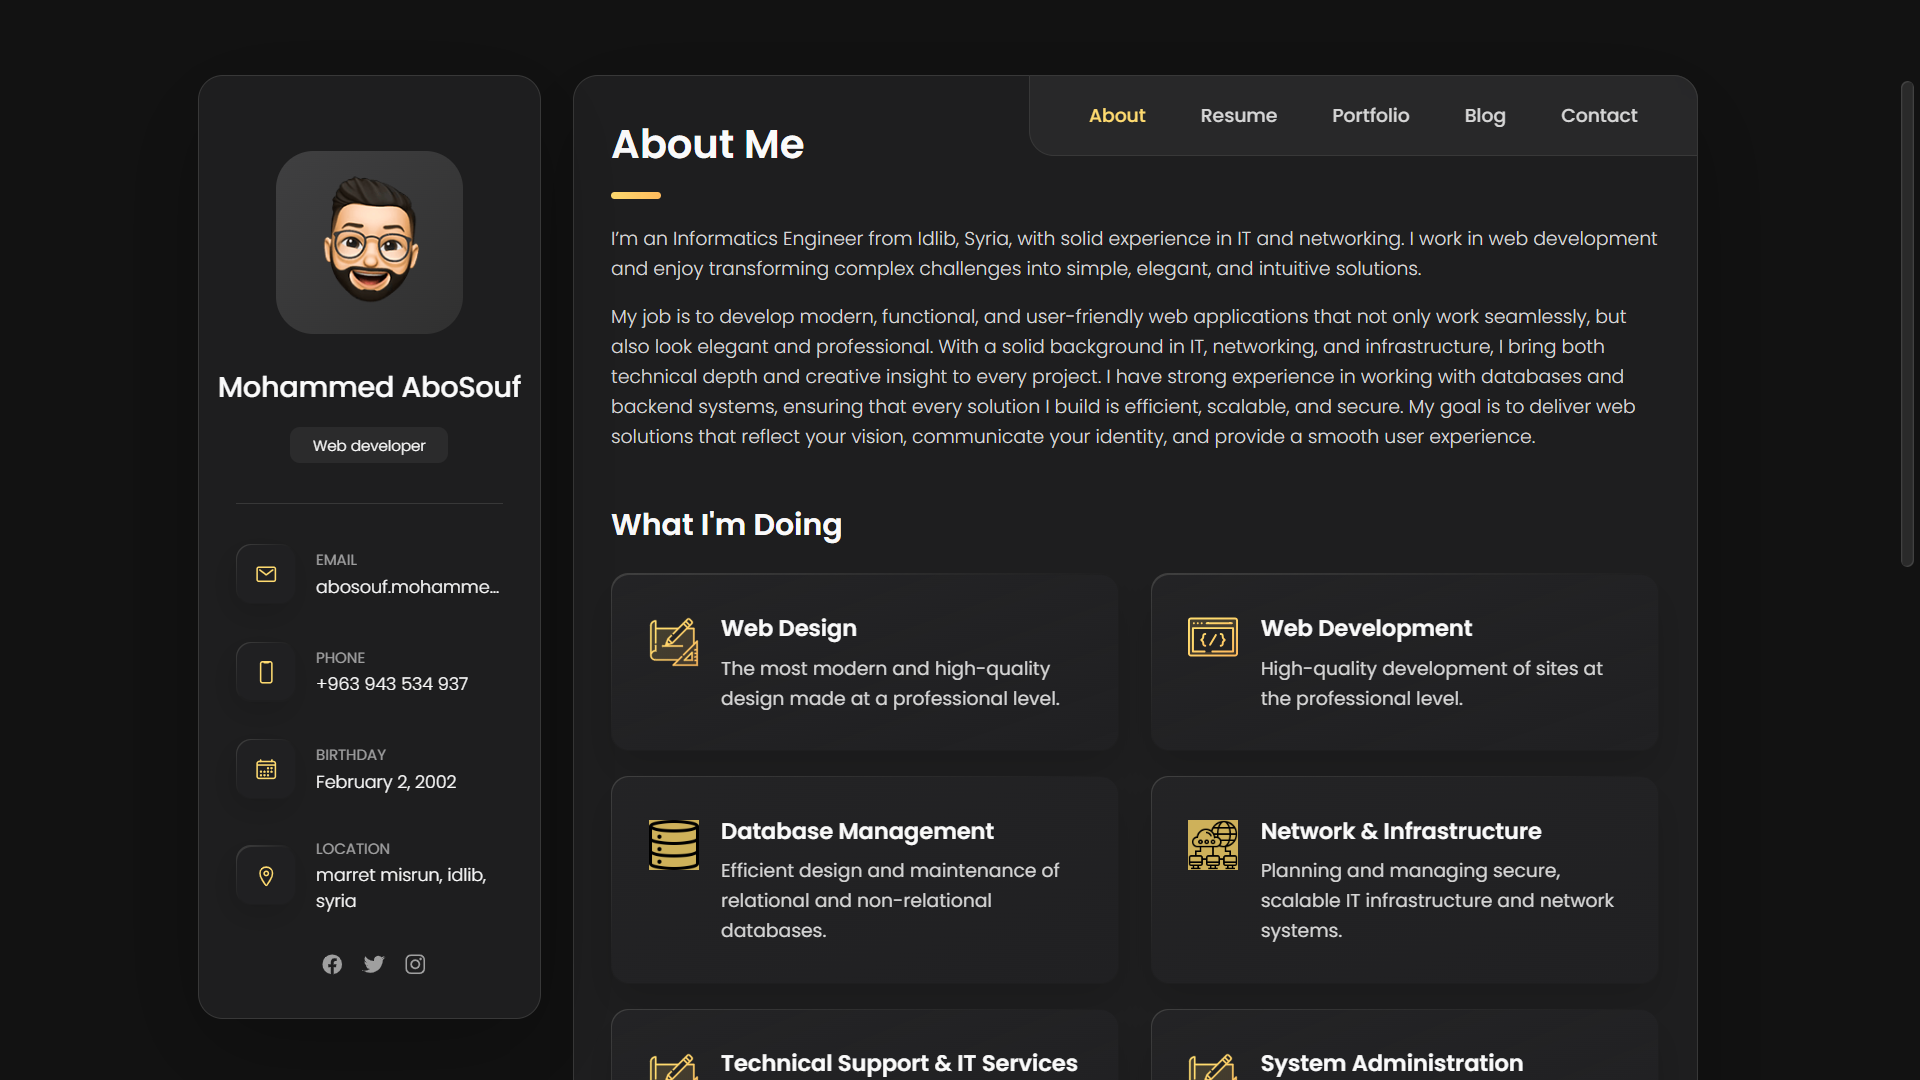 Mohammed AboSouf
Web developer
EMAIL
abosouf.mohamme...
PHONE
+963 943 534 937
BIRTHDAY
February 2, 2002
LOCATION
marret misrun, idlib,
syria
About
Resume
Portfolio
Blog
Contact
About Me
I’m an Informatics Engineer from Idlib, Syria, with solid experience in IT and networking. I work in web development
and enjoy transforming complex challenges into simple, elegant, and intuitive solutions.
My job is to develop modern, functional, and user-friendly web applications that not only work seamlessly, but
also look elegant and professional. With a solid background in IT, networking, and infrastructure, I bring both
technical depth and creative insight to every project. I have strong experience in working with databases and
backend systems, ensuring that every solution I build is efficient, scalable, and secure. My goal is to deliver web
solutions that reflect your vision, communicate your identity, and provide a smooth user experience.
What I'm Doing
Web Design
The most modern and high-quality
design made at a professional level.
Web Development
High-quality development of sites at
the professional level.
Database Management
Efficient design and maintenance of
relational and non-relational
databases.
Network & Infrastructure
Planning and managing secure,
scalable IT infrastructure and network
systems.
Technical Support & IT Services
System Administration